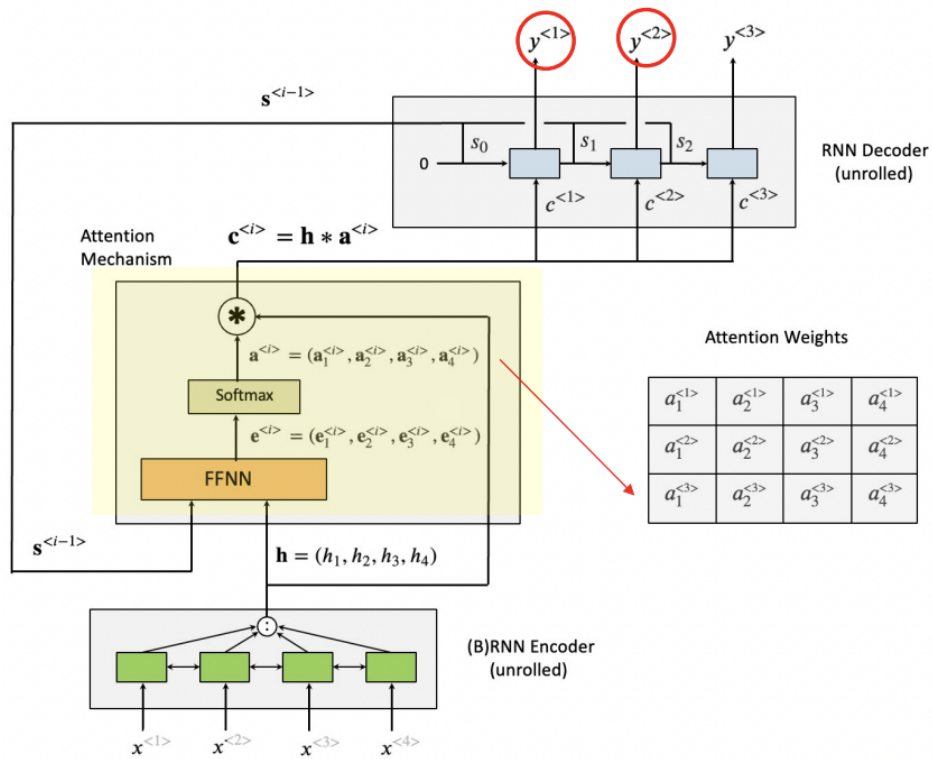 y<1> y<2> y<3>
s<i−1>
RNN Decoder
(unrolled)
0 s₀ s₁ s₂
c<1> c<2> c<3>
Attention
Mechanism
c<i> = h * a<i>
*
a<i> = (a₁<i>, a₂<i>, a₃<i>, a₄<i>)
Softmax
e<i> = (e₁<i>, e₂<i>, e₃<i>, e₄<i>)
FFNN
Attention Weights
a₁<1> a₂<1> a₃<1> a₄<1>
a₁<2> a₂<2> a₃<2> a₄<2>
a₁<3> a₂<3> a₃<3> a₄<3>
s<i−1>
h = (h₁, h₂, h₃, h₄)
:
(B)RNN Encoder
(unrolled)
x<1> x<2> x<3> x<4>